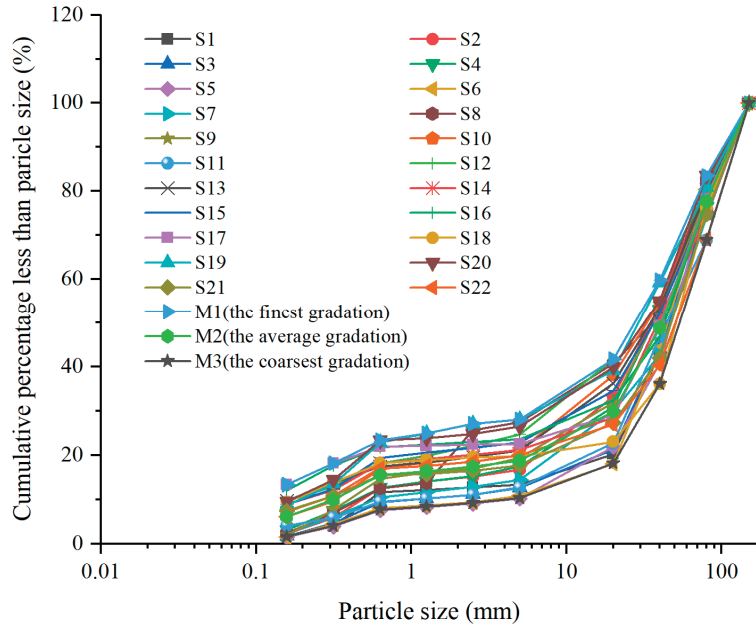 Cumulative percentage less than paricle size (%)
120
100
80
60
40
20
0
S1 S2
S3 S4
S5 S6
S7 S8
S9 S10
S11 S12
S13 S14
S15 S16
S17 S18
S19 S20
S21 S22
M1(the finest gradation)
M2(the average gradation)
M3(the coarsest gradation)
0.01 0.1 1 10 100
Particle size (mm)